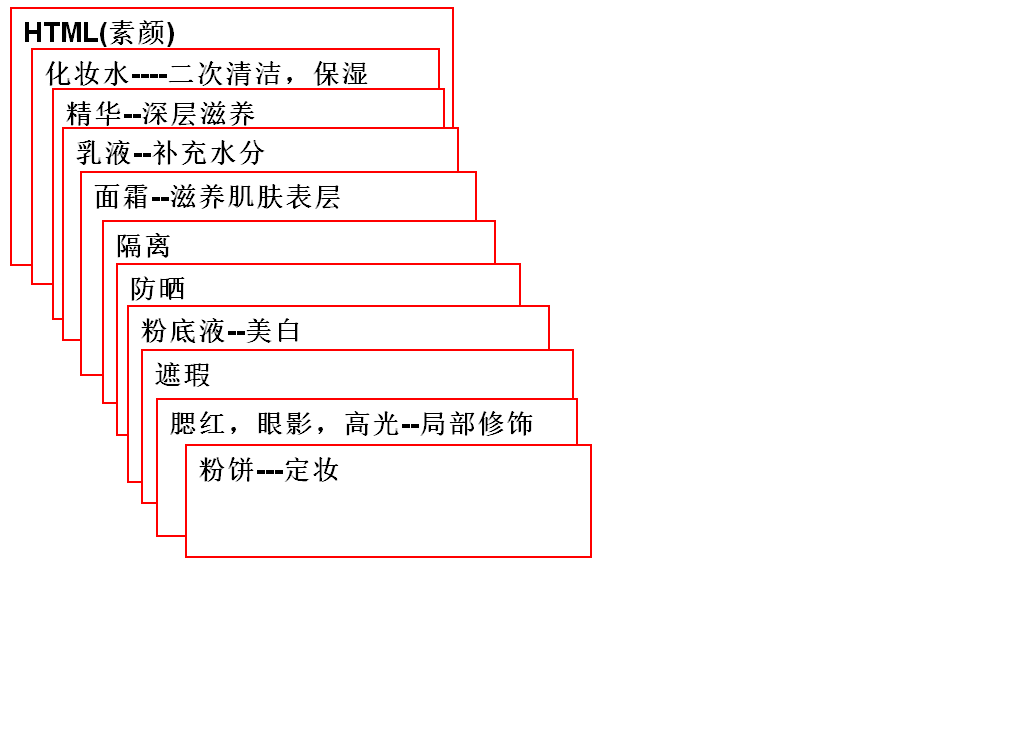 HTML(素颜)
化妆水----二次清洁，保湿
精华--深层滋养
乳液--补充水分
面霜--滋养肌肤表层
隔离
防晒
粉底液--美白
遮瑕
腮红，眼影，高光--局部修饰
粉饼---定妆